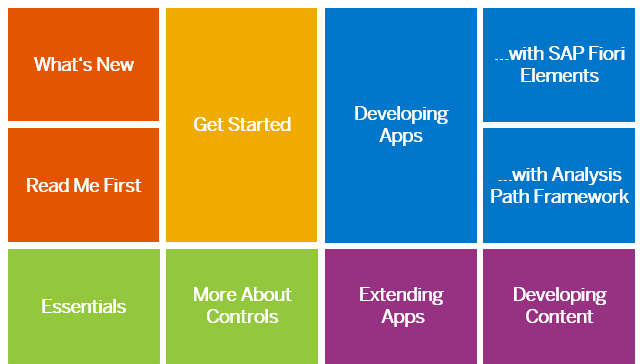 What's New
Get Started
Developing
Apps
...with SAP Fiori
Elements
Read Me First
...with Analysis
Path Framework
Essentials
More About
Controls
Extending
Apps
Developing
Content